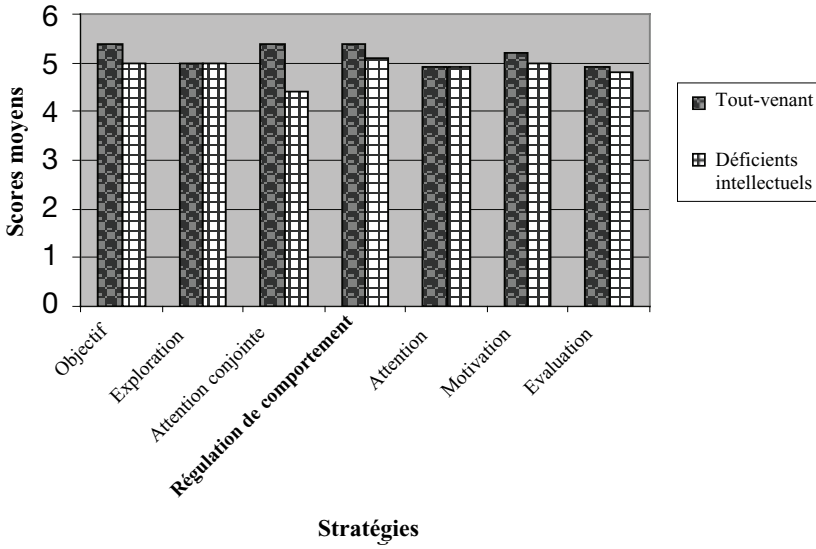 6
5
4
3
2
1
0
Scores moyens
Objectif
Exploration
Attention conjointe
Régulation de comportement
Attention
Motivation
Evaluation
Stratégies
Tout-venant
Déficients
intellectuels